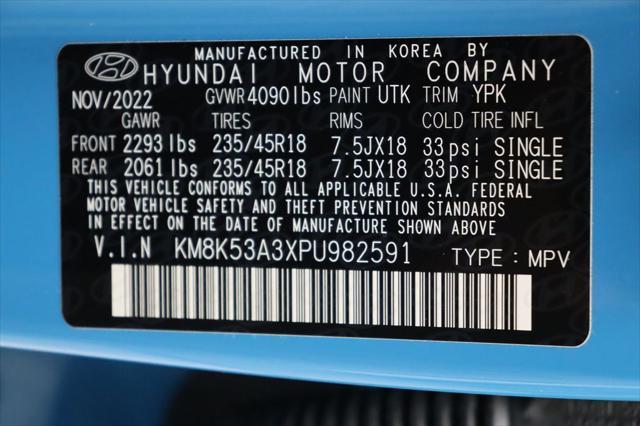 MANUFACTURED IN KOREA BY
HYUNDAI MOTOR COMPANY
NOV/2022 GVWR 4090lbs PAINT UTK TRIM YPK
GAWR TIRES RIMS COLD TIRE INFL
FRONT 2293 lbs 235/45R18 7.5JX18 33psi SINGLE
REAR 2061 lbs 235/45R18 7.5JX18 33psi SINGLE
THIS VEHICLE CONFORMS TO ALL APPLICABLE U.S.A. FEDERAL
MOTOR VEHICLE SAFETY AND THEFT PREVENTION STANDARDS
IN EFFECT ON THE DATE OF MANUFACTURE SHOWN ABOVE
V.I.N KM8K53A3XPU982591 TYPE: MPV